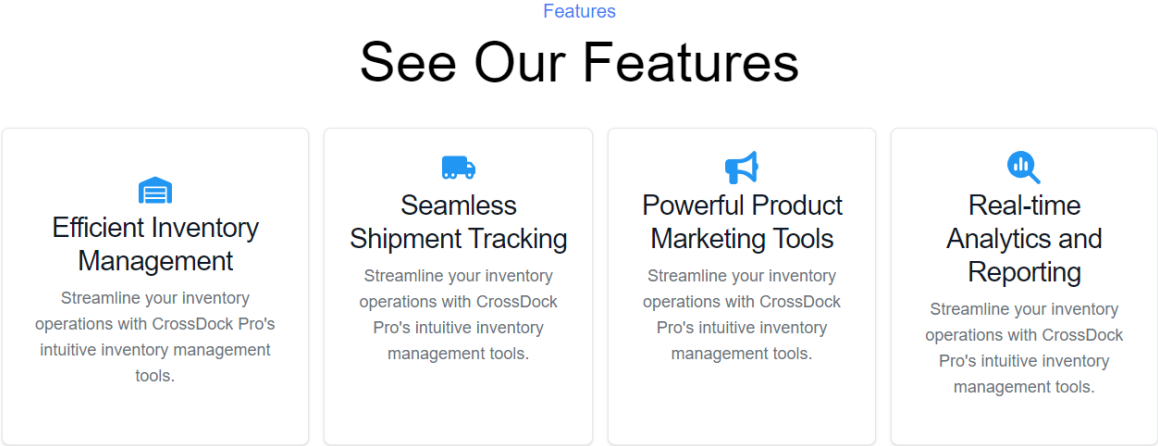 Features
See Our Features
Efficient Inventory
Management
Streamline your inventory
operations with CrossDock Pro's
intuitive inventory management
tools.
Seamless
Shipment Tracking
Streamline your inventory
operations with CrossDock
Pro's intuitive inventory
management tools.
Powerful Product
Marketing Tools
Streamline your inventory
operations with CrossDock
Pro's intuitive inventory
management tools.
Real-time
Analytics and
Reporting
Streamline your inventory
operations with CrossDock
Pro's intuitive inventory
management tools.